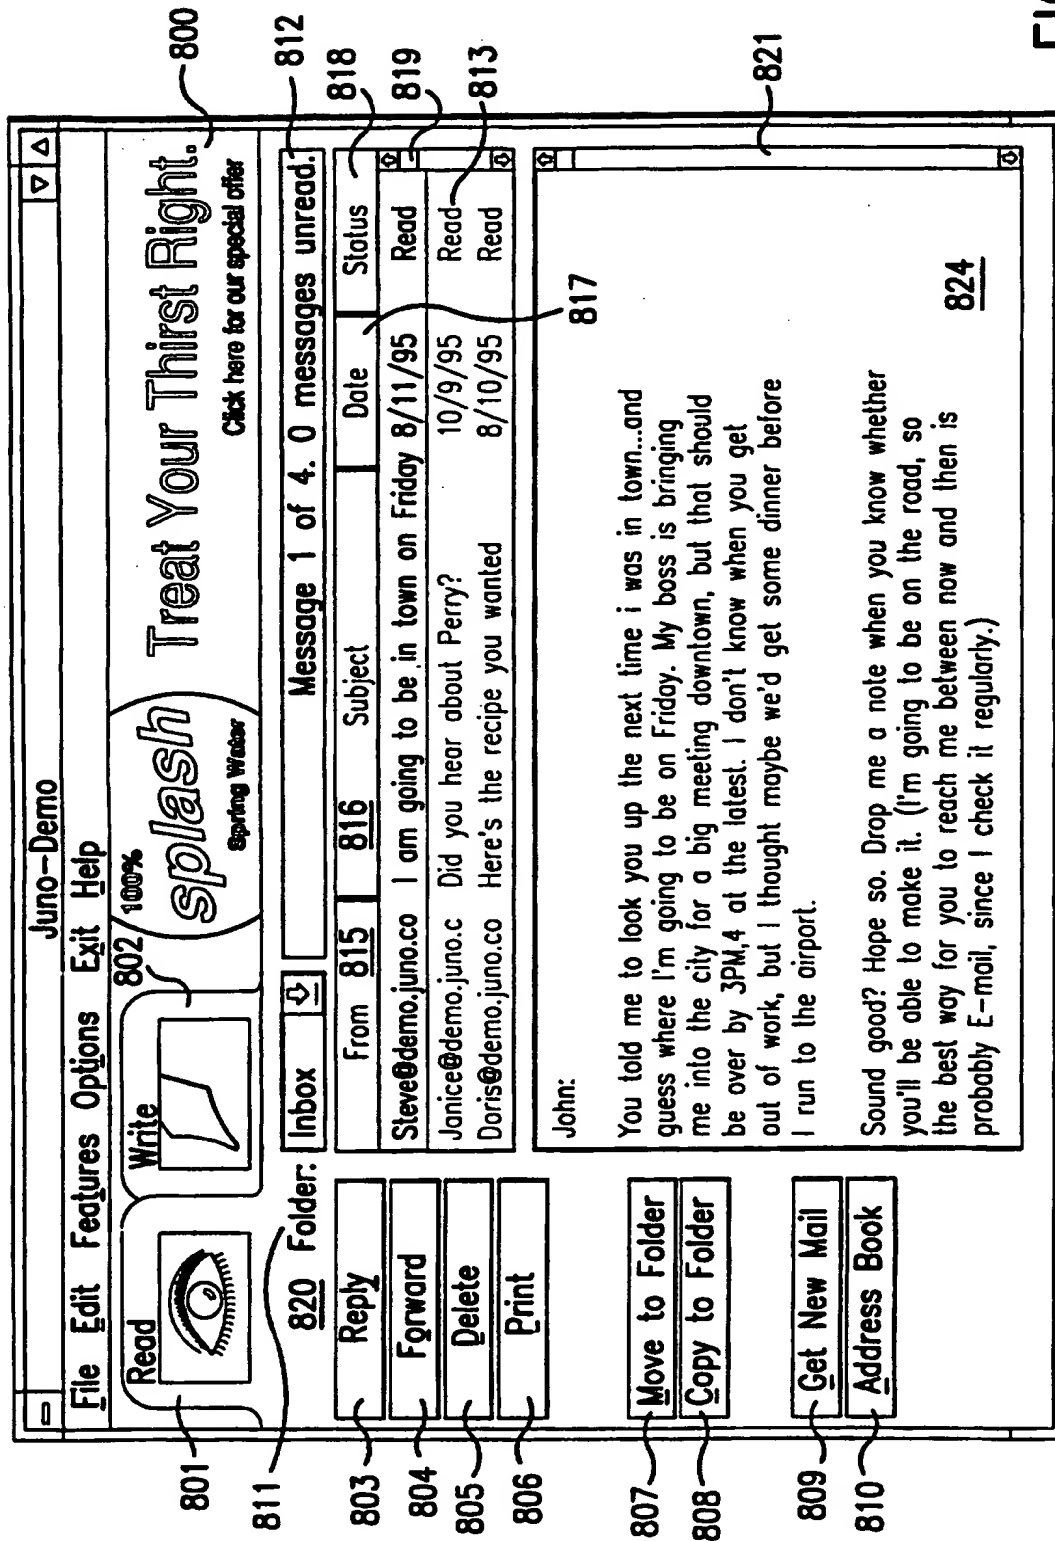 Juno-Demo
File Edit Features Options Exit Help
Read
Write
802
100%
splash
Spring Water
Treat Your Thirst Right.
Click here for our special offer
800
801
811
820 Folder: Inbox
Message 1 of 4. 0 messages unread.
812
From 815 816 Subject Date Status
818
Steve@demo.juno.co I am going to be in town on Friday 8/11/95 Read
819
Janice@demo.juno.c Did you hear about Perry? 10/9/95 Read
813
Doris@demo.juno.co Here's the recipe you wanted 8/10/95 Read
803 Reply
804 Forward
805 Delete
806 Print
807 Move to Folder
808 Copy to Folder
809 Get New Mail
810 Address Book
817
821
John:
You told me to look you up the next time i was in town...and
guess where I'm going to be on Friday. My boss is bringing
me into the city for a big meeting downtown, but that should
be over by 3PM,4 at the latest. I don't know when you get
out of work, but I thought maybe we'd get some dinner before
I run to the airport.
Sound good? Hope so. Drop me a note when you know whether
you'll be able to make it. (I'm going to be on the road, so
the best way for you to reach me between now and then is
probably E-mail, since I check it regularly.)
824